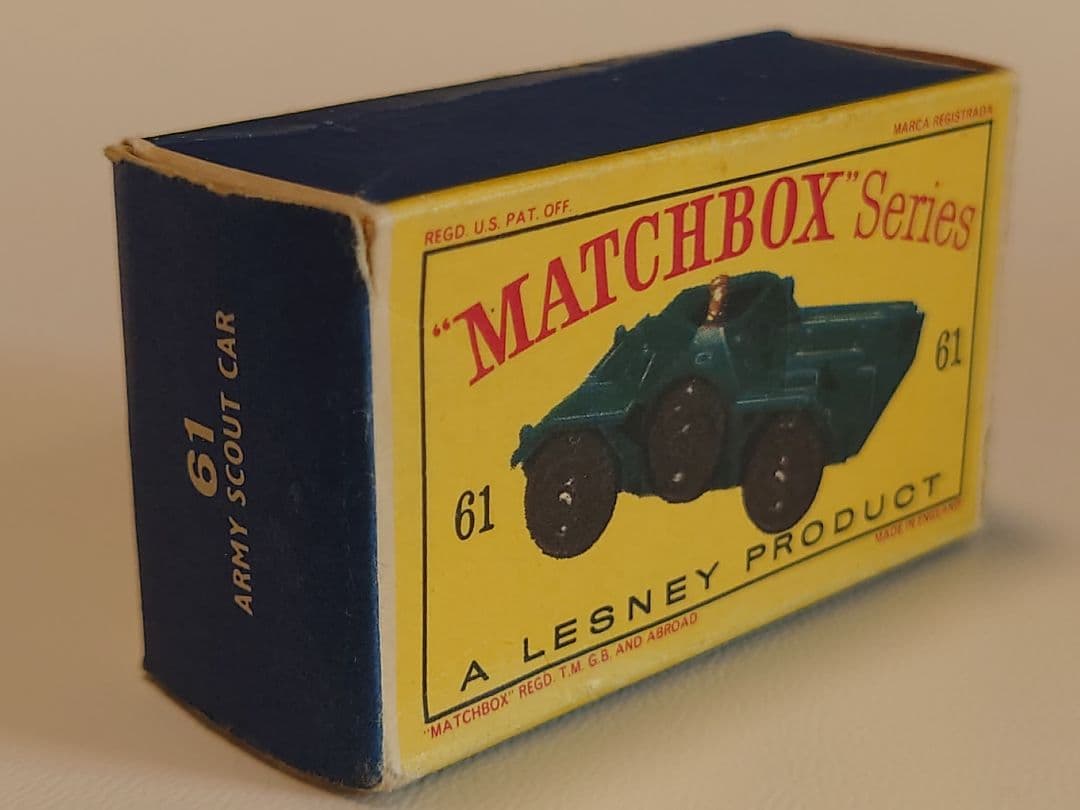 61
ARMY SCOUT CAR
REGD. U.S. PAT. OFF.
MARCA REGISTRADA
"MATCHBOX" Series
61
61
A LESNEY PRODUCT
MADE IN ENGLAND
"MATCHBOX" REGD. T.M. G.B. AND ABROAD